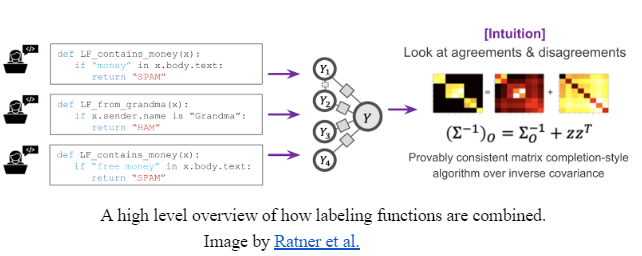 def LF_contains_money(x):
if "money" in x.body.text:
return "SPAM"
def LF_from_grandma(x):
if x.sender.name is "Grandma":
return "HAM"
def LF_contains_money(x):
if "free money" in x.body.text:
return "SPAM"
Y₁
Y₂
Y₃
Y₄
Y
[Intuition]
Look at agreements & disagreements
=
+
(Σ⁻¹)ₒ = Σₒ⁻¹ + zzᵀ
Provably consistent matrix completion-style
algorithm over inverse covariance
A high level overview of how labeling functions are combined.
Image by Ratner et al.